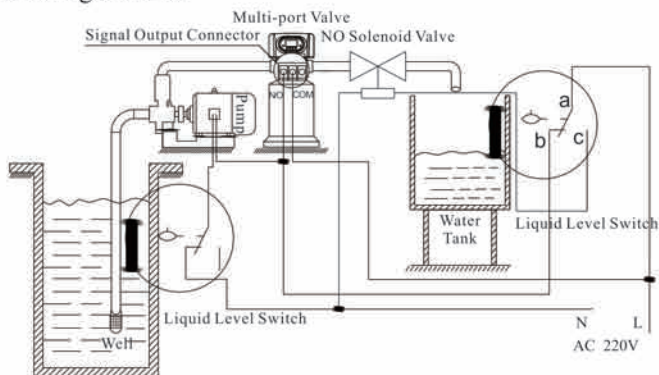 Multi-port Valve
Signal Output Connector
NO Solenoid Valve
NO COM
Pump
a
b
c
Water
Tank
Liquid Level Switch
Liquid Level Switch
Well
N L
AC 220V